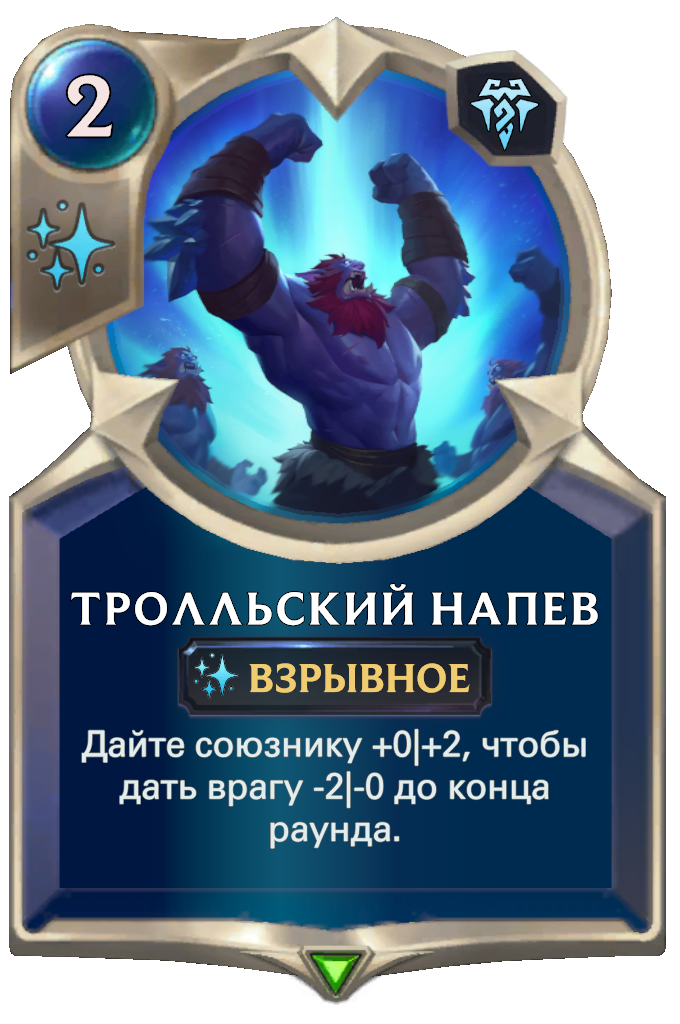 2
ТРОЛЛЬСКИЙ НАПЕВ
ВЗРЫВНОЕ
Дайте союзнику +0|+2, чтобы
дать врагу -2|-0 до конца
раунда.